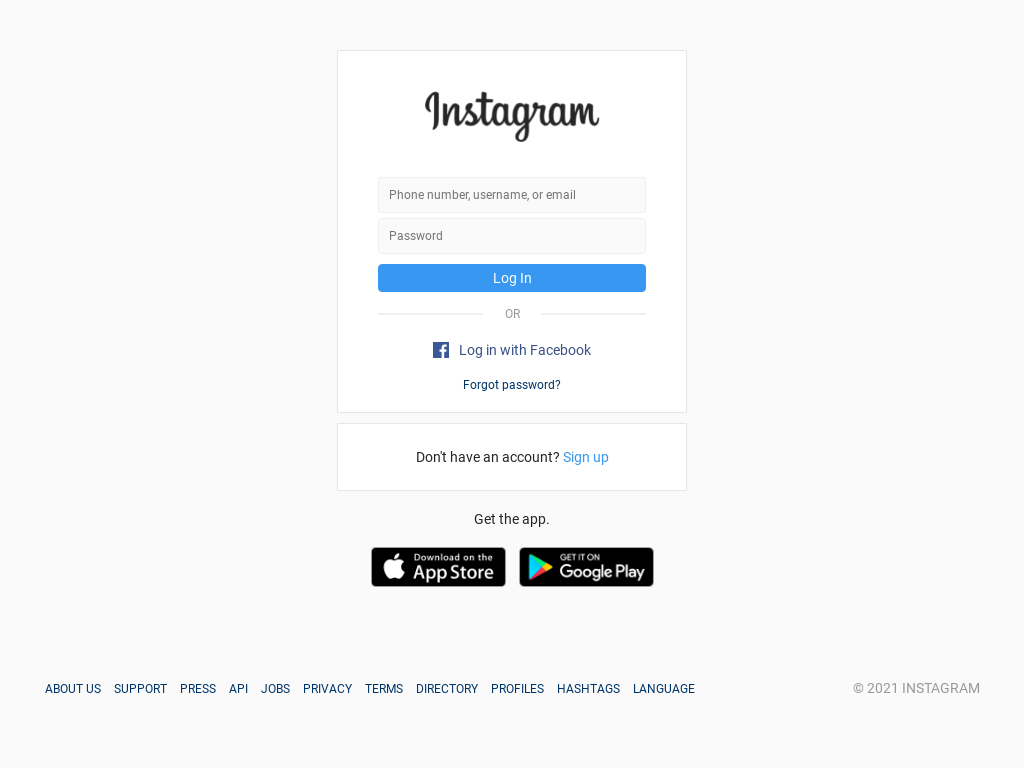 Instagram
Phone number, username, or email
Password
Log In
OR
Log in with Facebook
Forgot password?
Don't have an account? Sign up
Get the app.
Download on the
App Store
GET IT ON
Google Play
ABOUT US SUPPORT PRESS API JOBS PRIVACY TERMS DIRECTORY PROFILES HASHTAGS LANGUAGE © 2021 INSTAGRAM